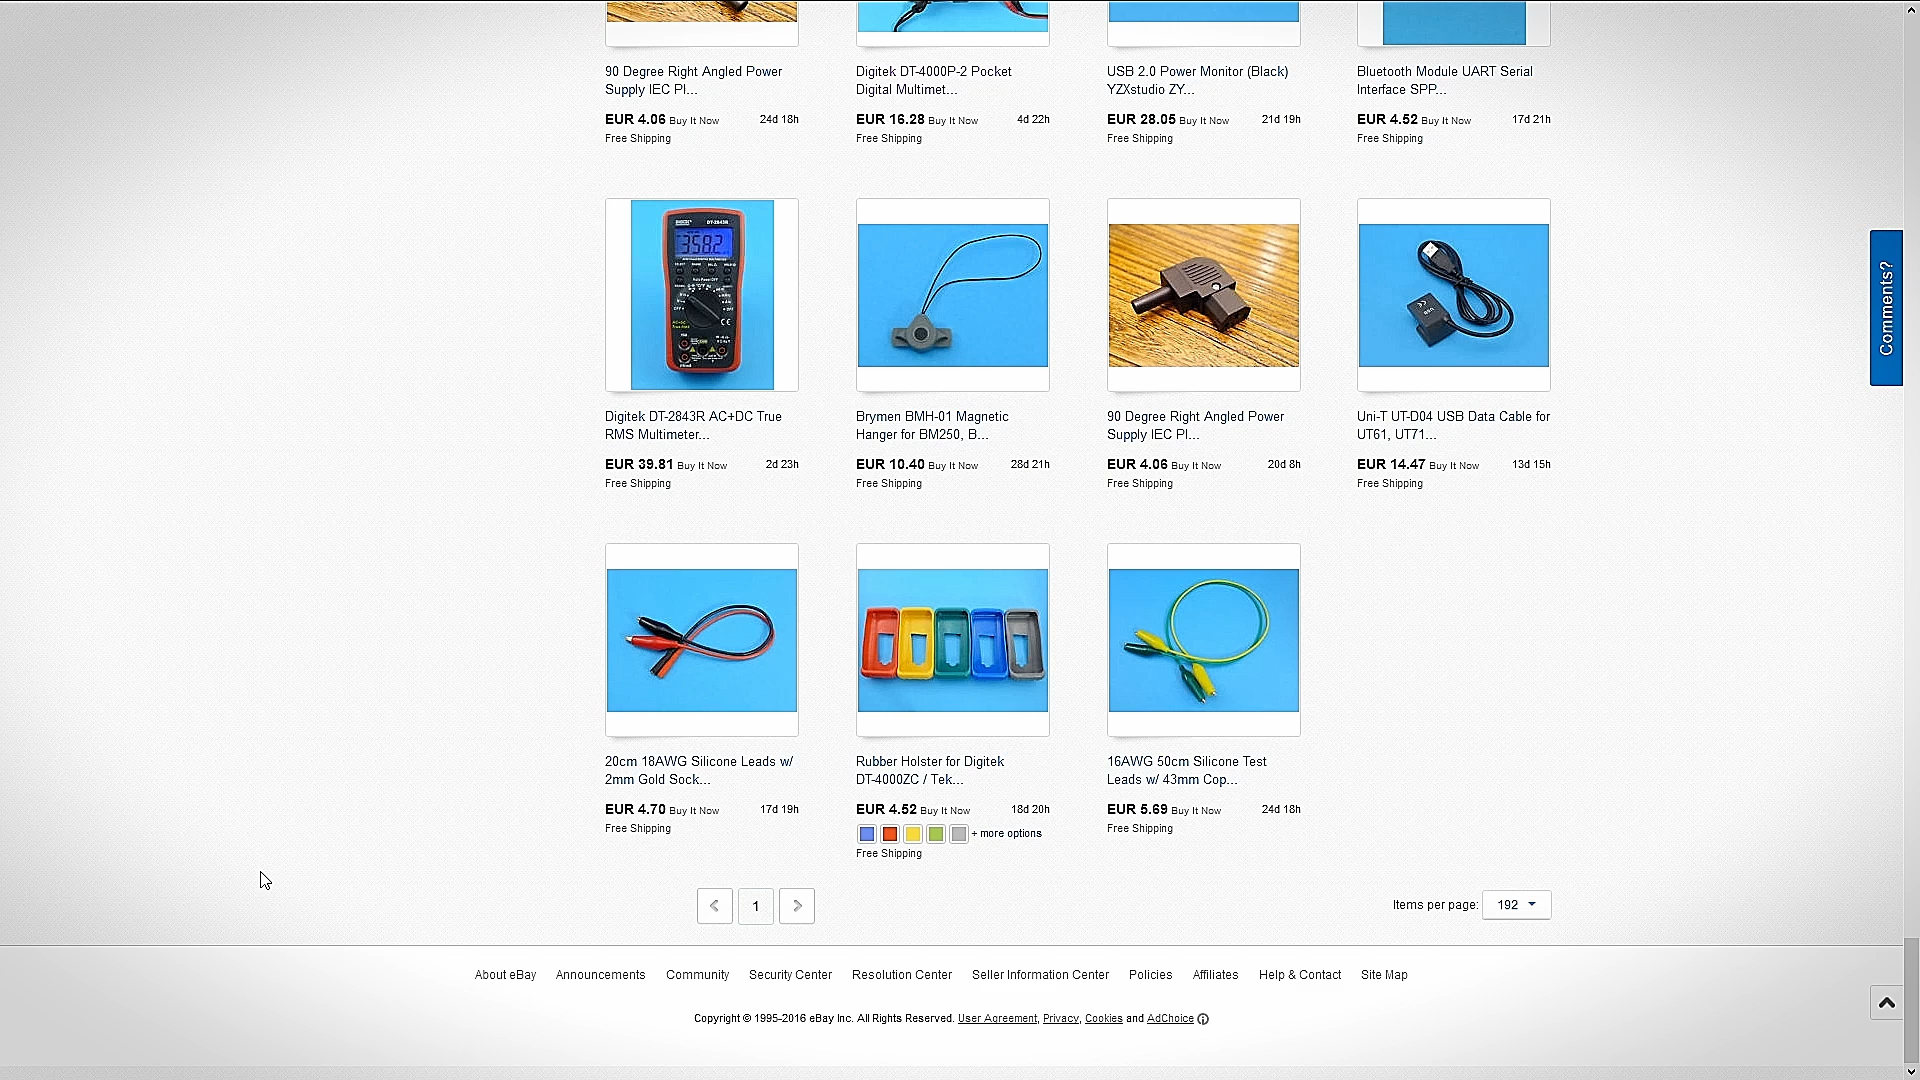 90 Degree Right Angled Power
Supply IEC Pl...
EUR 4.06 Buy It Now 24d 18h
Free Shipping
Digitek DT-4000P-2 Pocket
Digital Multimet...
EUR 16.28 Buy It Now 4d 22h
Free Shipping
USB 2.0 Power Monitor (Black)
YZXstudio ZY...
EUR 28.05 Buy It Now 21d 19h
Free Shipping
Bluetooth Module UART Serial
Interface SPP...
EUR 4.52 Buy It Now 17d 21h
Free Shipping
Comments?
DT-2843R
3582
Digitek DT-2843R AC+DC True
RMS Multimeter...
EUR 39.81 Buy It Now 2d 23h
Free Shipping
Brymen BMH-01 Magnetic
Hanger for BM250, B...
EUR 10.40 Buy It Now 28d 21h
Free Shipping
90 Degree Right Angled Power
Supply IEC Pl...
EUR 4.06 Buy It Now 20d 8h
Free Shipping
Uni-T UT-D04 USB Data Cable for
UT61, UT71...
EUR 14.47 Buy It Now 13d 15h
Free Shipping
20cm 18AWG Silicone Leads w/
2mm Gold Sock...
EUR 4.70 Buy It Now 17d 19h
Free Shipping
Rubber Holster for Digitek
DT-4000ZC / Tek...
EUR 4.52 Buy It Now 18d 20h
+ more options
Free Shipping
16AWG 50cm Silicone Test
Leads w/ 43mm Cop...
EUR 5.69 Buy It Now 24d 18h
Free Shipping
1
Items per page: 192
About eBay Announcements Community Security Center Resolution Center Seller Information Center Policies Affiliates Help & Contact Site Map
Copyright © 1995-2016 eBay Inc. All Rights Reserved. User Agreement, Privacy, Cookies and AdChoice